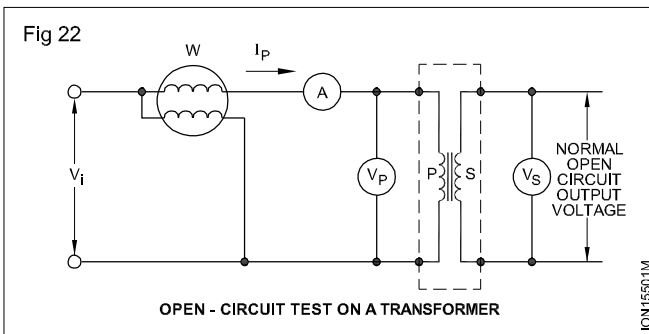 Fig 22
W
IP
A
Vi
VP
P
S
VS
NORMAL
OPEN
CIRCUIT
OUTPUT
VOLTAGE
OPEN - CIRCUIT TEST ON A TRANSFORMER
ION15501M